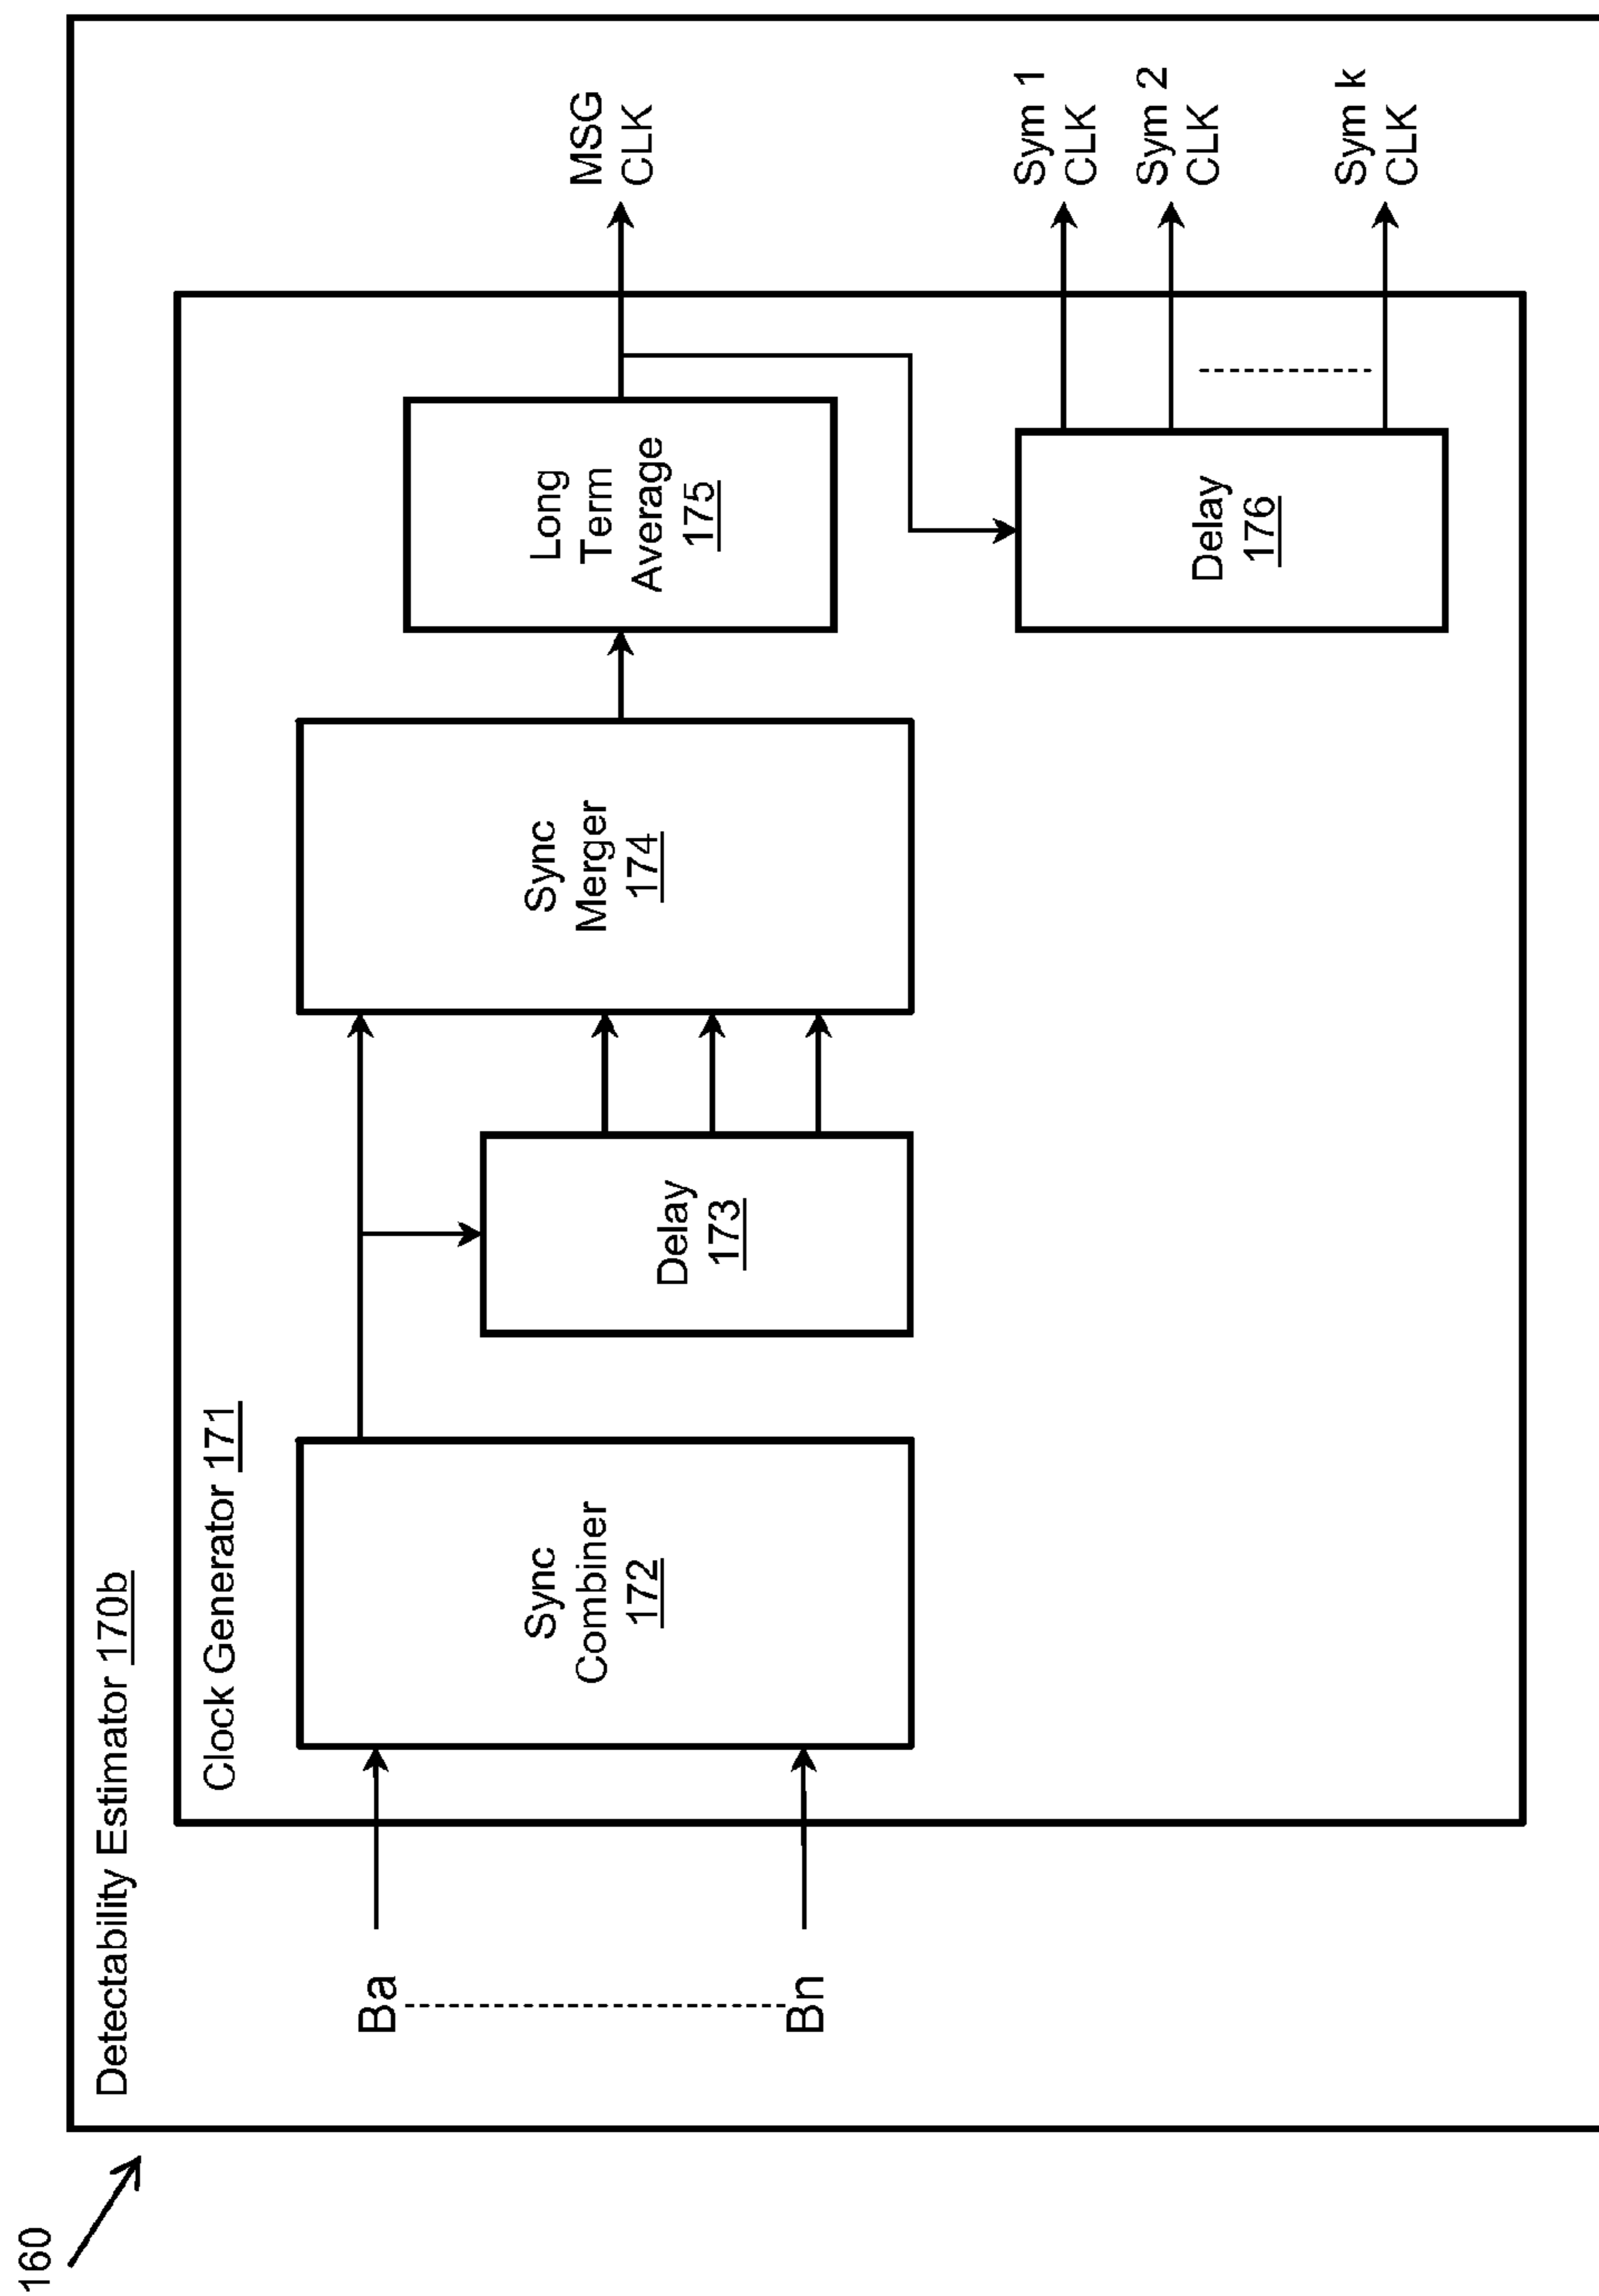 160
Detectability Estimator 170b
Clock Generator 171
Ba
Bn
Sync
Combiner
172
Delay
173
Sync
Merger
174
Long
Term
Average
175
Delay
176
MSG
CLK
Sym 1
CLK
Sym 2
CLK
Sym k
CLK